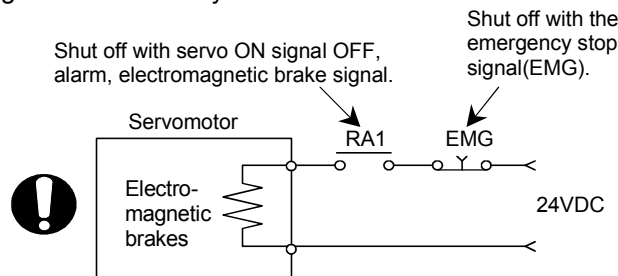 Shut off with the
emergency stop
signal(EMG).
Shut off with servo ON signal OFF,
alarm, electromagnetic brake signal.
Servomotor
RA1
EMG
Electro-
magnetic
brakes
24VDC